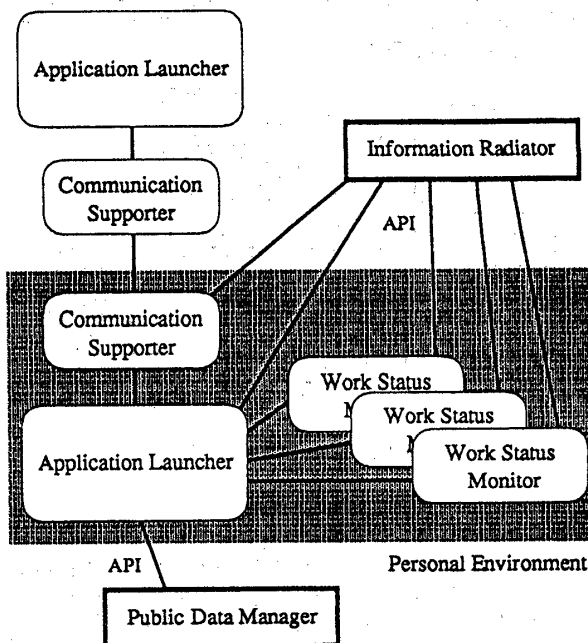 Application Launcher
Information Radiator
Communication
Supporter
API
Communication
Supporter
Work Status
M
Work Status
M
Work Status
Monitor
Application Launcher
API
Personal Environment
Public Data Manager